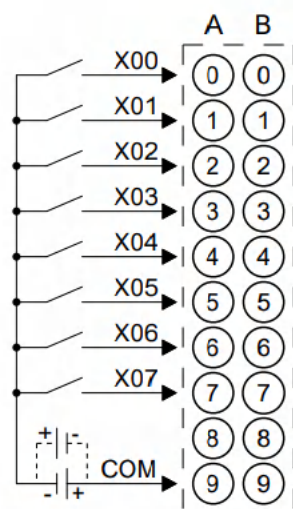 A B
X00 0 0
X01 1 1
X02 2 2
X03 3 3
X04 4 4
X05 5 5
X06 6 6
X07 7 7
+ - 8 8
COM 9 9
- +